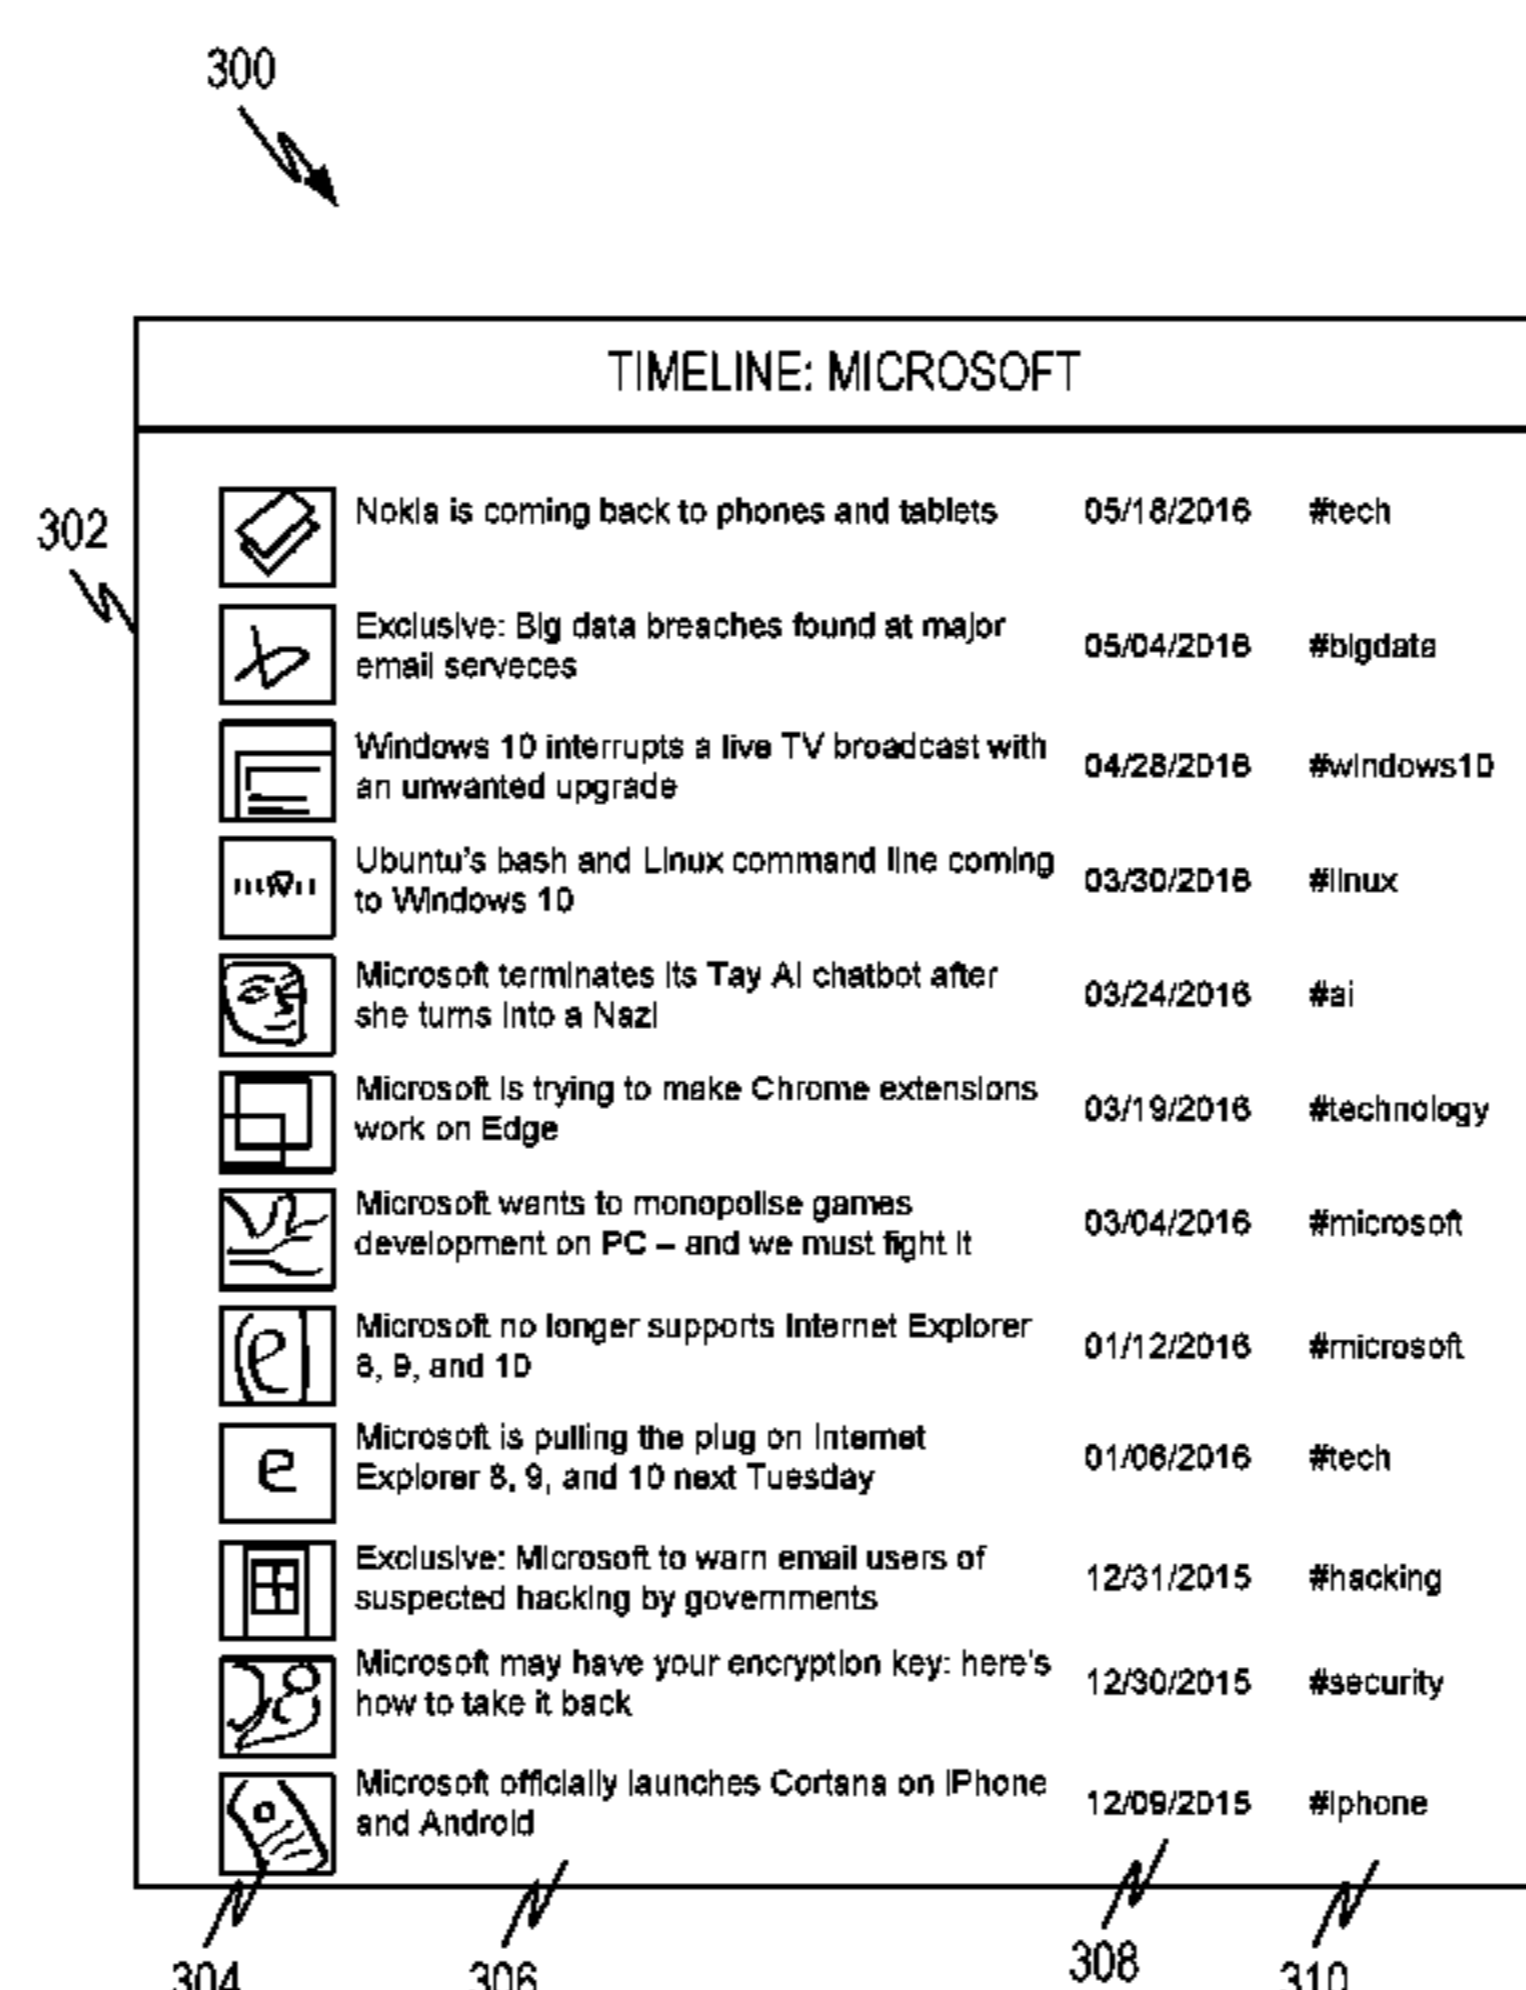 300
TIMELINE: MICROSOFT
302
Nokia is coming back to phones and tablets 05/18/2016 #tech
Exclusive: Big data breaches found at major
email serveces 05/04/2016 #bigdata
Windows 10 interrupts a live TV broadcast with
an unwanted upgrade 04/28/2016 #windows10
Ubuntu's bash and Linux command line coming
to Windows 10 03/30/2016 #linux
Microsoft terminates its Tay AI chatbot after
she turns into a Nazi 03/24/2016 #ai
Microsoft is trying to make Chrome extensions
work on Edge 03/19/2016 #technology
Microsoft wants to monopolise games
development on PC – and we must fight it 03/04/2016 #microsoft
Microsoft no longer supports Internet Explorer
8, 9, and 10 01/12/2016 #microsoft
Microsoft is pulling the plug on Internet
Explorer 8, 9, and 10 next Tuesday 01/06/2016 #tech
Exclusive: Microsoft to warn email users of
suspected hacking by governments 12/31/2015 #hacking
Microsoft may have your encryption key: here's
how to take it back 12/30/2015 #security
Microsoft officially launches Cortana on iPhone
and Android 12/09/2015 #iphone
304 306 308 310